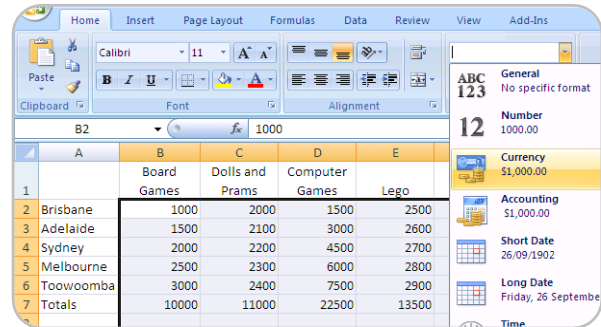 Home Insert Page Layout Formulas Data Review View Add-Ins
Calibri 11 A A
Paste B I U A
Clipboard Font Alignment
B2 fx 1000
A B C D E
1 Board Games Dolls and Prams Computer Games Lego
2 Brisbane 1000 2000 1500 2500
3 Adelaide 1500 2100 3000 2600
4 Sydney 2000 2200 4500 2700
5 Melbourne 2500 2300 6000 2800
6 Toowoomba 3000 2400 7500 2900
7 Totals 10000 11000 22500 13500
ABC 123 General
No specific format
12 Number
1000.00
Currency
$1,000.00
Accounting
$1,000.00
Short Date
26/09/1902
Long Date
Friday, 26 Septembe
Time